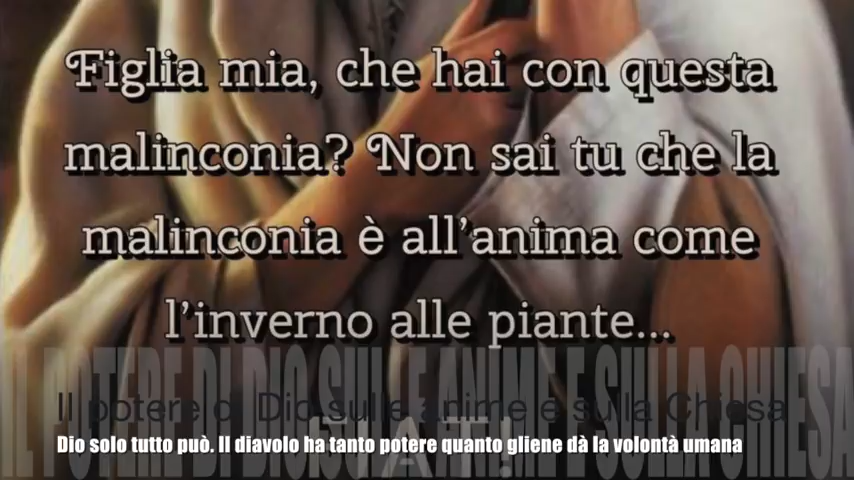 Figlia mia, che hai con questa
malinconia? Non sai tu che la
malinconia è all'anima come
l'inverno alle piante...
IL POTERE DI DIO SULLE ANIME E SULLA CHIESA
Il potere di Dio sulle anime e sulla Chiesa
FIAT!
Dio solo tutto può. Il diavolo ha tanto potere quanto gliene dà la volontà umana